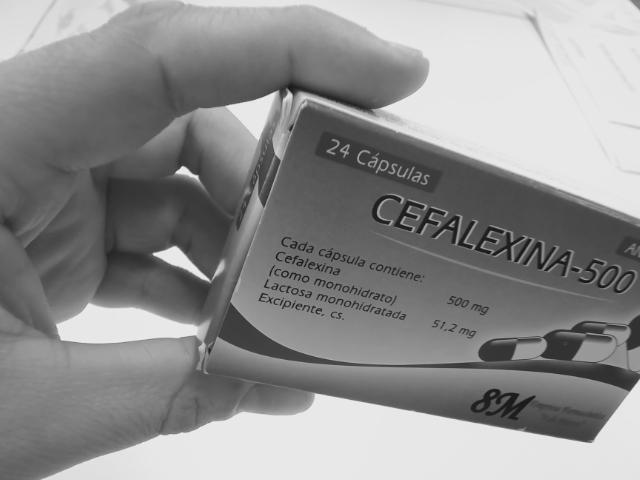 24 Cápsulas
CEFALEXINA-500
Cada cápsula contiene:
Cefalexina
(como monohidrato) 500 mg
Lactosa monohidratada
Excipiente, cs. 51,2 mg
8M